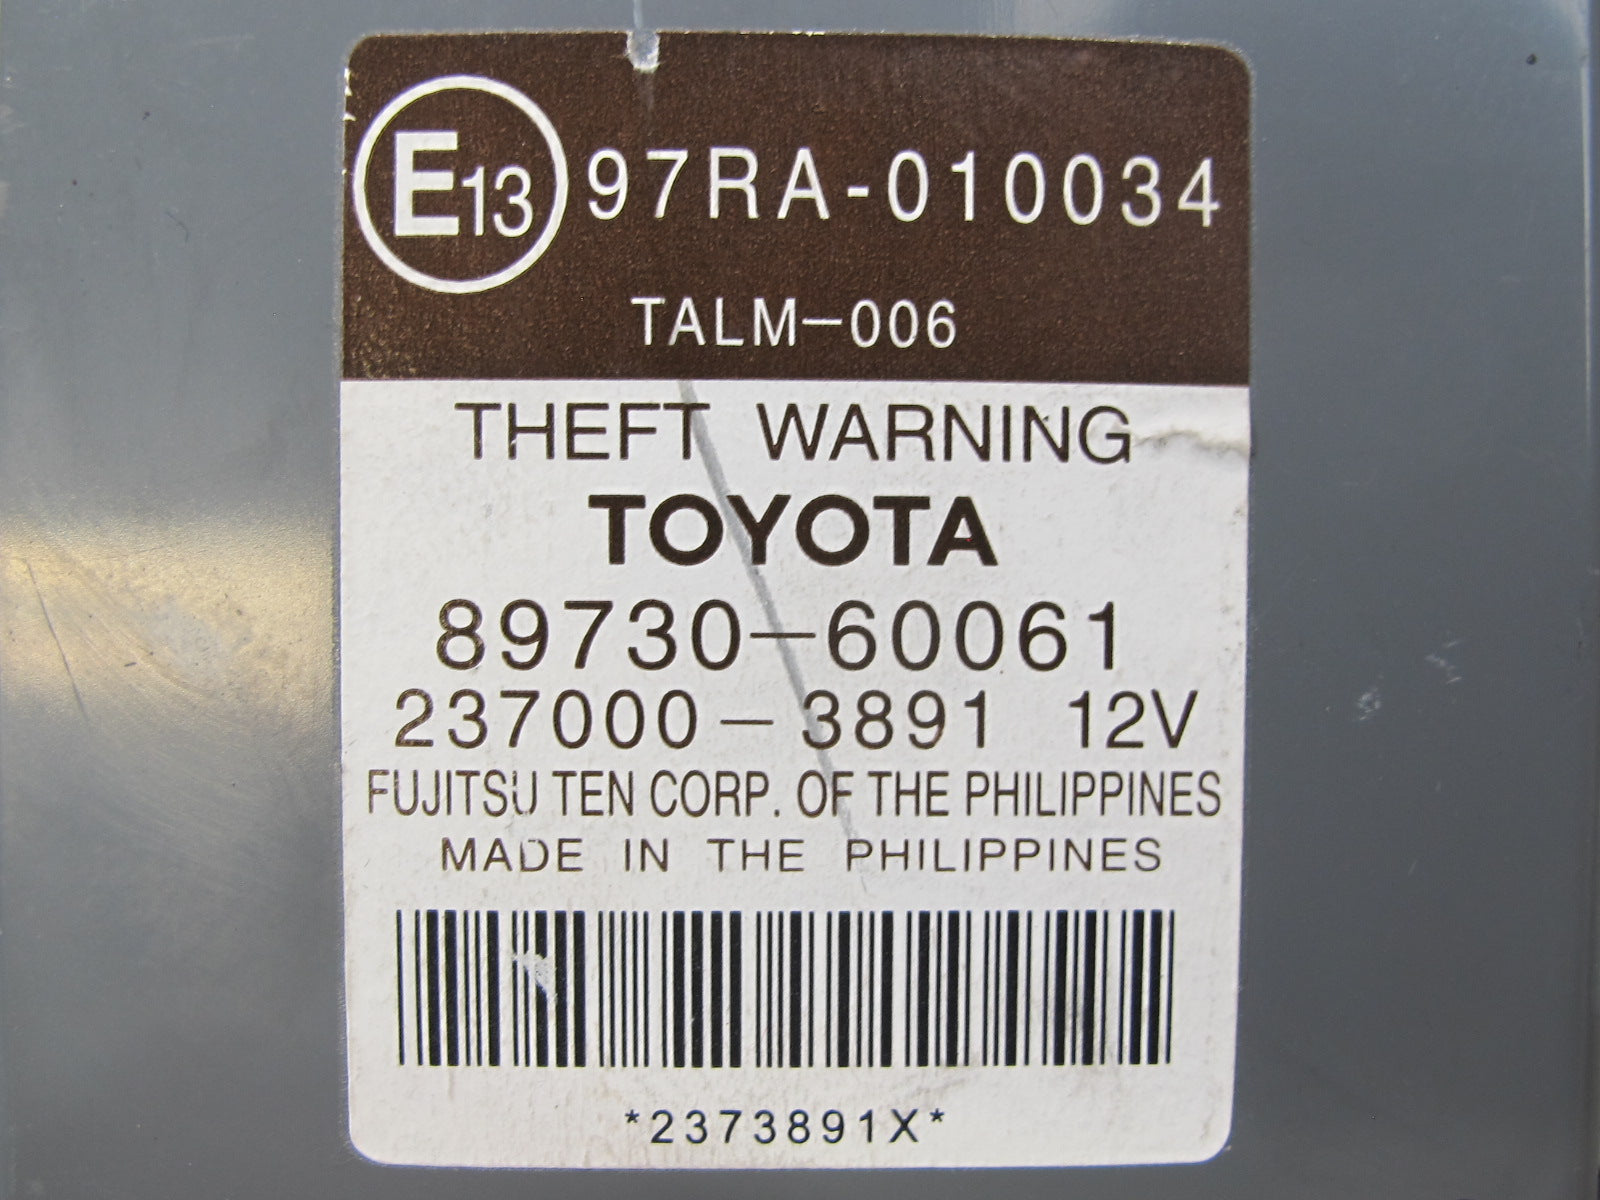 E13 97RA-010034
TALM-006
THEFT WARNING
TOYOTA
89730-60061
237000-3891 12V
FUJITSU TEN CORP. OF THE PHILIPPINES
MADE IN THE PHILIPPINES
*2373891X*